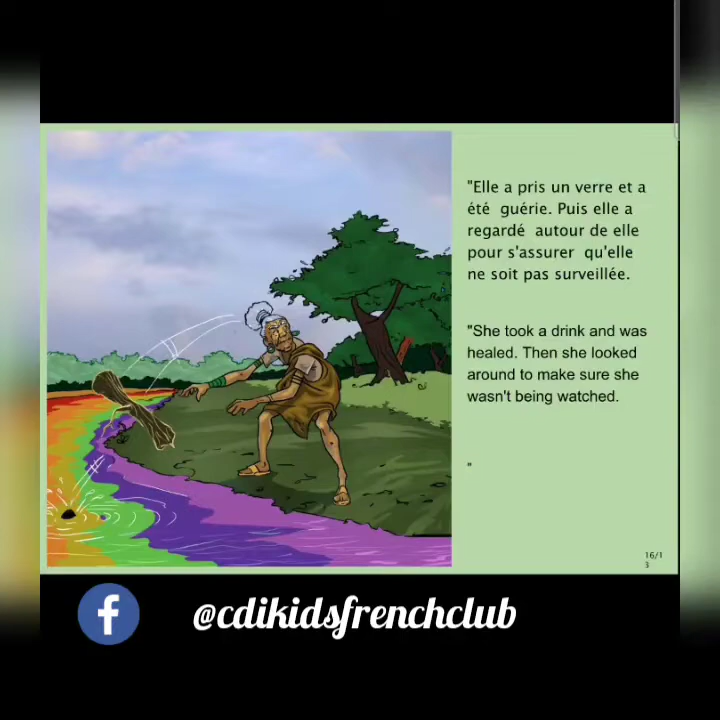 "Elle a pris un verre et a
été guérie. Puis elle a
regardé autour de elle
pour s'assurer qu'elle
ne soit pas surveillée.
"She took a drink and was
healed. Then she looked
around to make sure she
wasn't being watched.
"
16/1
3
f @cdikidsfrenchclub